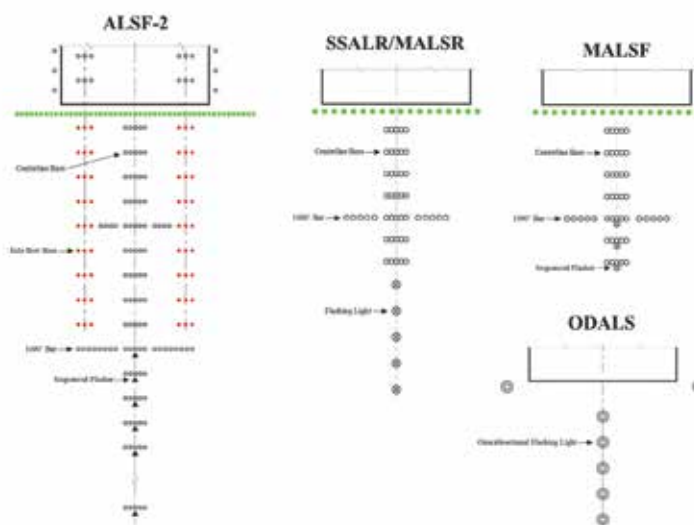 ALSF-2
Centerline Bars
Side Row Bars
1000' Bar
Sequenced Flasher
SSALR/MALSR
Centerline Bars
1000' Bar
Flashing Light
MALSF
Centerline Bars
1000' Bar
Sequenced Flasher
ODALS
Omnidirectional Flashing Light